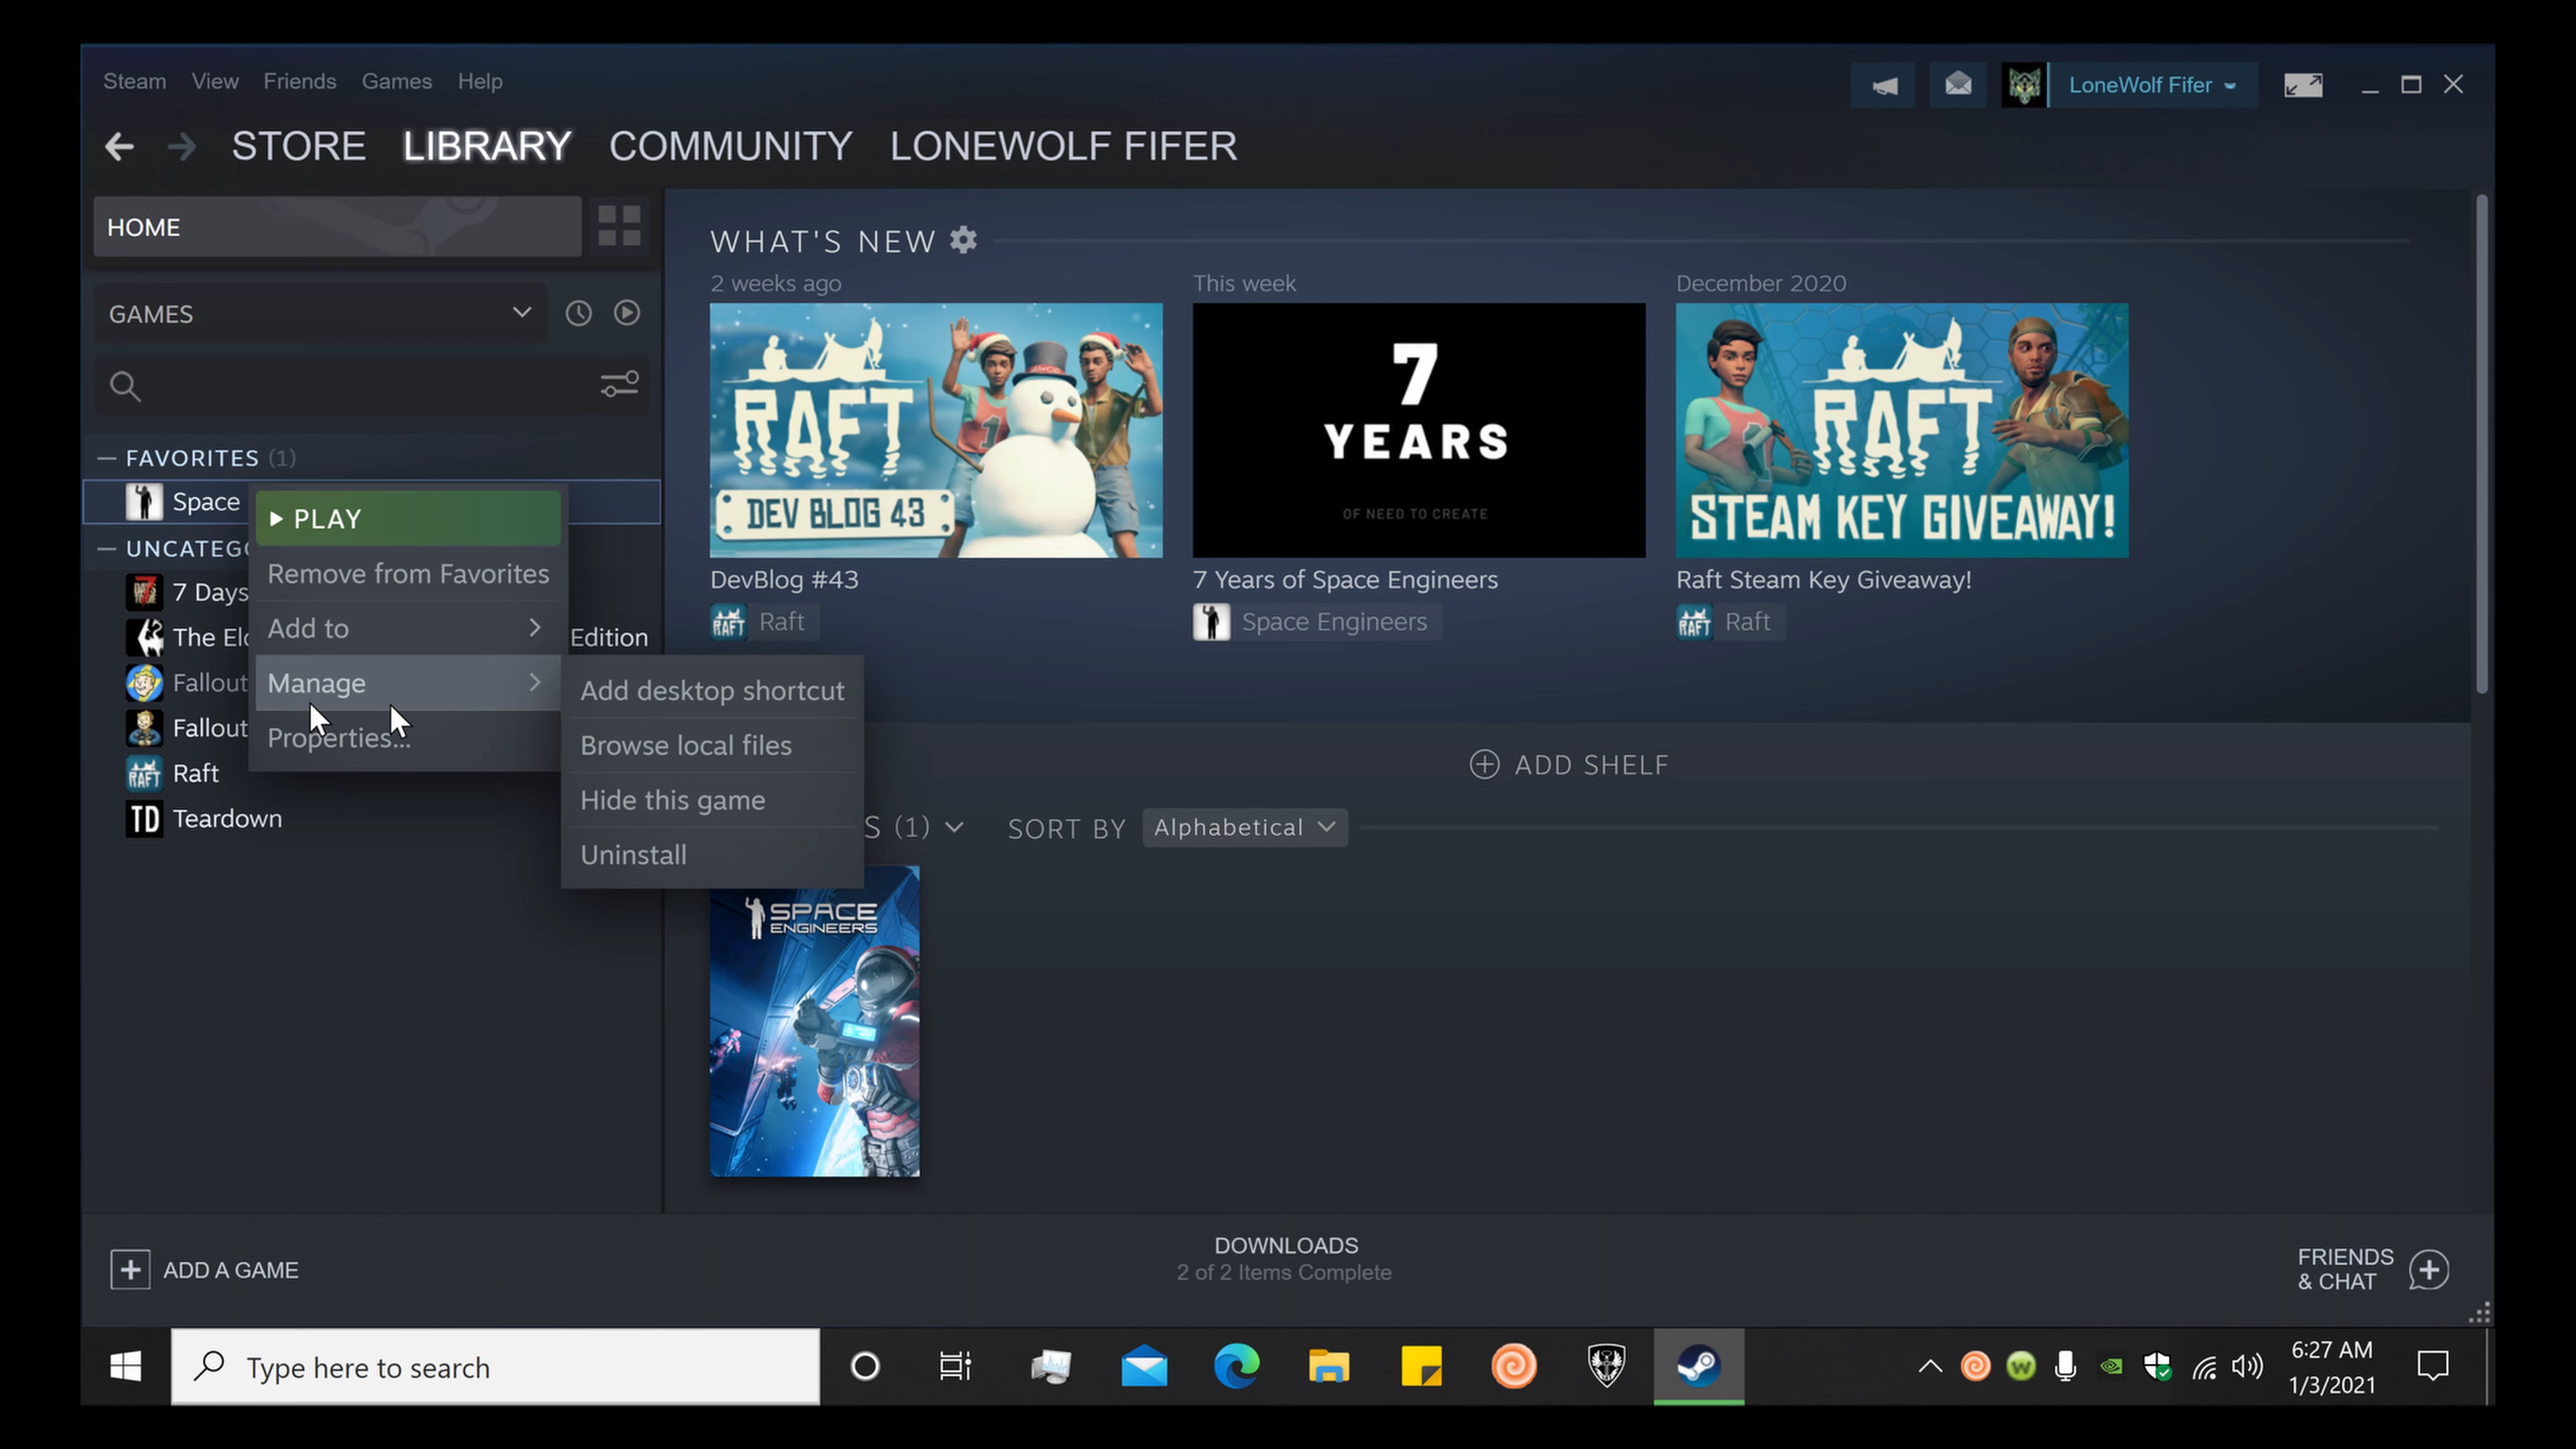 Steam View Friends Games Help
LoneWolf Fifer
STORE LIBRARY COMMUNITY LONEWOLF FIFER
HOME
GAMES
FAVORITES (1)
Space
UNCATEG
7 Days
The El
Edition
Fallout
Fallout
Raft
Teardown
PLAY
Remove from Favorites
Add to
Manage
Properties...
Add desktop shortcut
Browse local files
Hide this game
Uninstall
WHAT'S NEW
2 weeks ago
RAFT
DEV BLOG 43
DevBlog #43
Raft
This week
7
YEARS
OF NEED TO CREATE
7 Years of Space Engineers
Space Engineers
December 2020
RAFT
STEAM KEY GIVEAWAY!
Raft Steam Key Giveaway!
Raft
ADD SHELF
S (1) SORT BY Alphabetical
SPACE
ENGINEERS
ADD A GAME
DOWNLOADS
2 of 2 Items Complete
FRIENDS
& CHAT
Type here to search
6:27 AM
1/3/2021